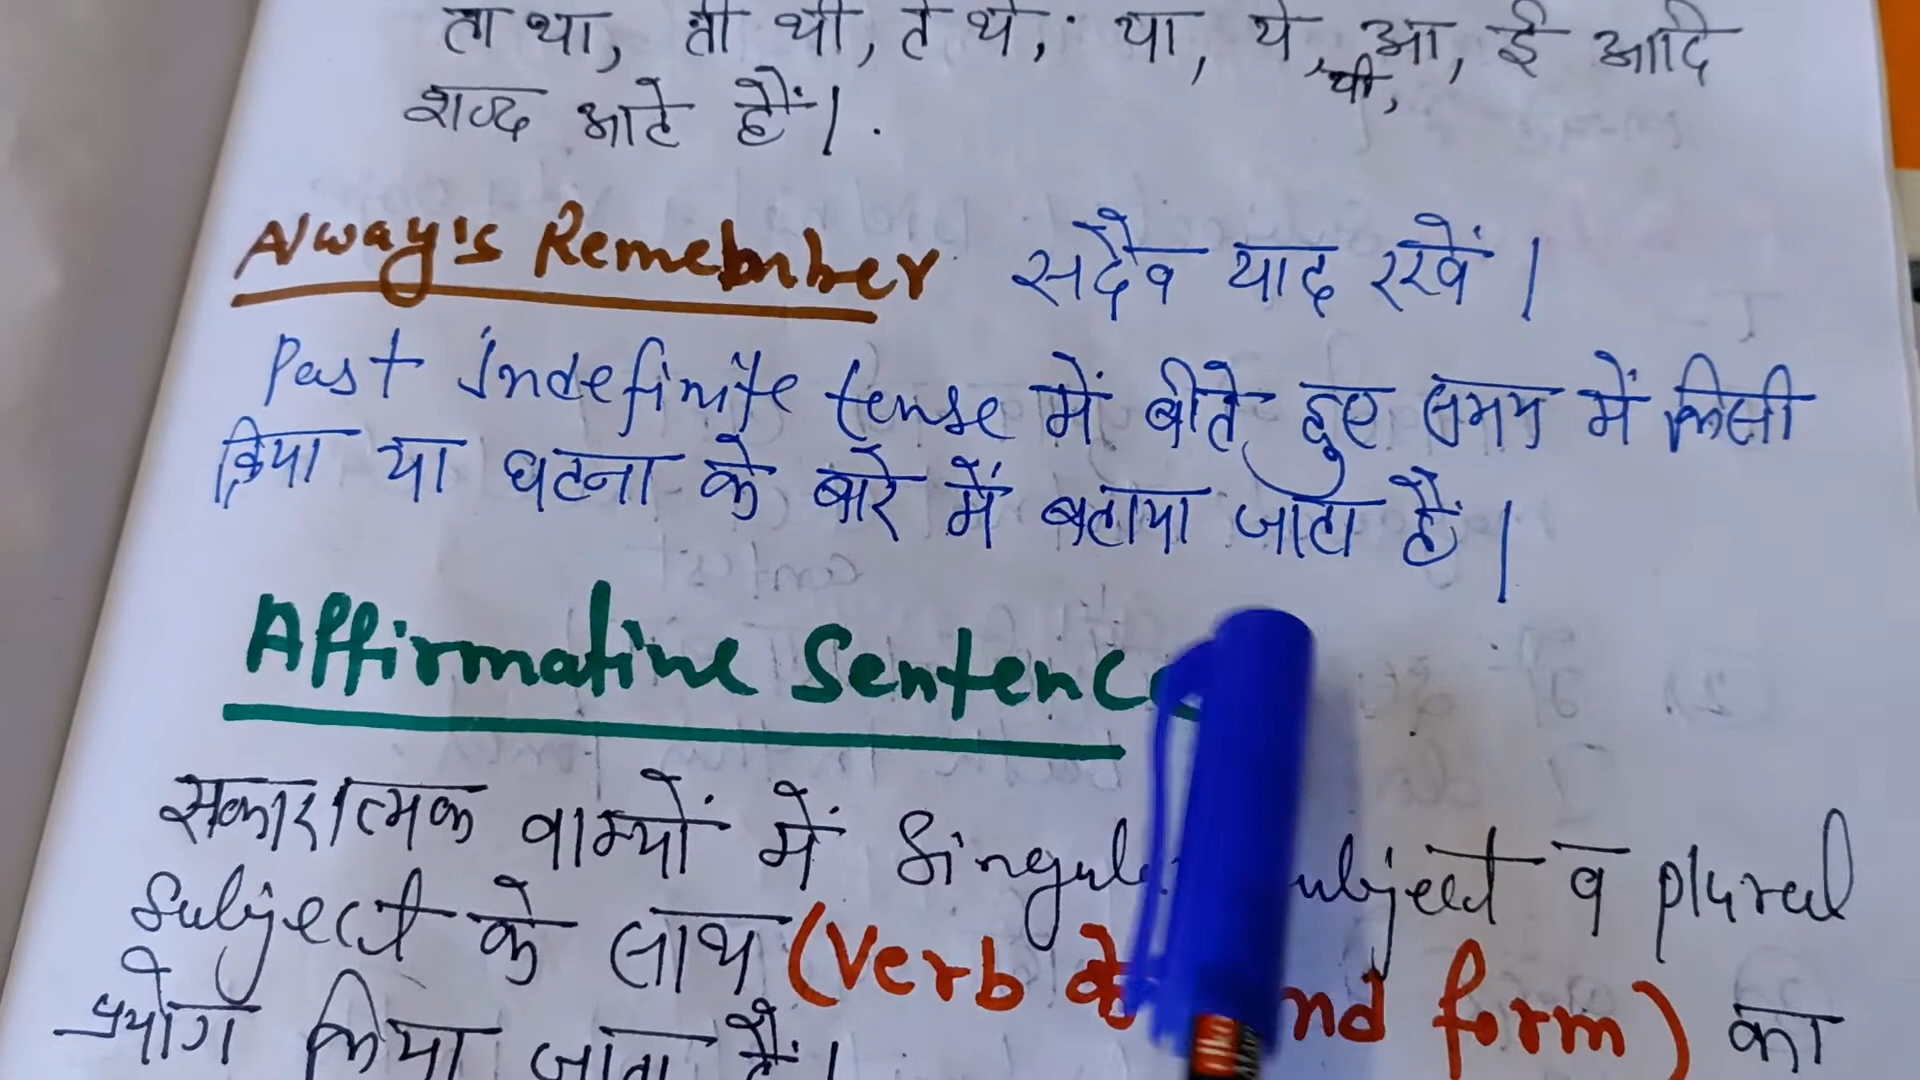 ता था, ती थी, ते थे, या, ये, यी, आ, ई आदि
शब्द आते हैं।
Alway's Remember सदैव याद रखें।
Past indefinite tense में बीते हुए समय में किसी
क्रिया या घटना के बारे में बताया जाता है।
Affirmative Sentence
सकारात्मक वाक्यों में Singular subject व plural
Subject के साथ (Verb की nd form) का
प्रयोग किया जाता है।